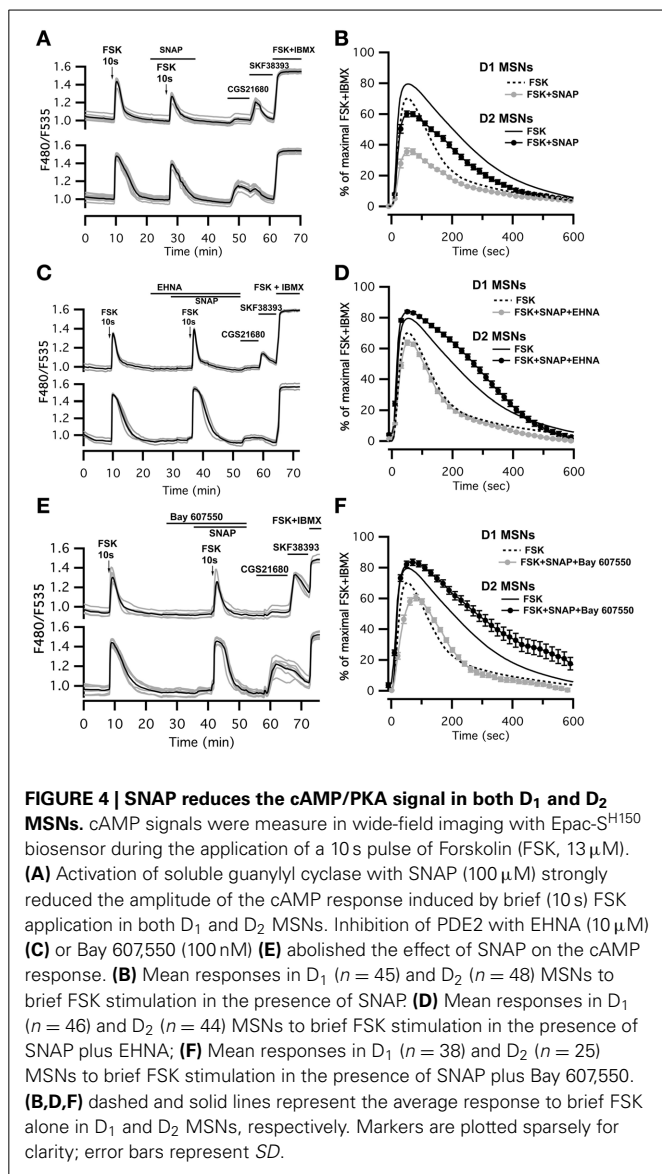 A
FSK
10s
SNAP
FSK
10s
CGS21680
SKF38393
FSK+IBMX
F480/F535
1.6
1.4
1.2
1.0
1.6
1.4
1.2
1.0
0 10 20 30 40 50 60 70
Time (min)
B
% of maximal FSK+IBMX
100
80
60
40
20
0
0 200 400 600
Time (sec)
D1 MSNs
FSK
FSK+SNAP
D2 MSNs
FSK
FSK+SNAP
C
EHNA
SNAP
FSK
10s
FSK
10s
CGS21680
SKF38393
FSK + IBMX
F480/F535
1.6
1.4
1.2
1.0
1.6
1.4
1.2
1.0
0 10 20 30 40 50 60 70
Time (min)
D
% of maximal FSK+IBMX
100
80
60
40
20
0
0 200 400 600
Time (sec)
D1 MSNs
FSK
FSK+SNAP+EHNA
D2 MSNs
FSK
FSK+SNAP+EHNA
E
Bay 607550
SNAP
FSK
10s
FSK
10s
CGS21680
SKF38393
FSK+IBMX
F480/F535
1.6
1.4
1.2
1.0
1.6
1.4
1.2
1.0
0 10 20 30 40 50 60 70
Time (min)
F
% of maximal FSK+IBMX
100
80
60
40
20
0
0 200 400 600
Time (sec)
D1 MSNs
FSK
FSK+SNAP+Bay 607550
D2 MSNs
FSK
FSK+SNAP+Bay 607550
FIGURE 4 | SNAP reduces the cAMP/PKA signal in both D1 and D2
MSNs. cAMP signals were measure in wide-field imaging with Epac-S^H150
biosensor during the application of a 10 s pulse of Forskolin (FSK, 13 μM).
(A) Activation of soluble guanylyl cyclase with SNAP (100 μM) strongly
reduced the amplitude of the cAMP response induced by brief (10 s) FSK
application in both D1 and D2 MSNs. Inhibition of PDE2 with EHNA (10 μM)
(C) or Bay 607,550 (100 nM) (E) abolished the effect of SNAP on the cAMP
response. (B) Mean responses in D1 (n = 45) and D2 (n = 48) MSNs to
brief FSK stimulation in the presence of SNAP. (D) Mean responses in D1
(n = 46) and D2 (n = 44) MSNs to brief FSK stimulation in the presence of
SNAP plus EHNA; (F) Mean responses in D1 (n = 38) and D2 (n = 25)
MSNs to brief FSK stimulation in the presence of SNAP plus Bay 607,550.
(B,D,F) dashed and solid lines represent the average response to brief FSK
alone in D1 and D2 MSNs, respectively. Markers are plotted sparsely for
clarity; error bars represent SD.